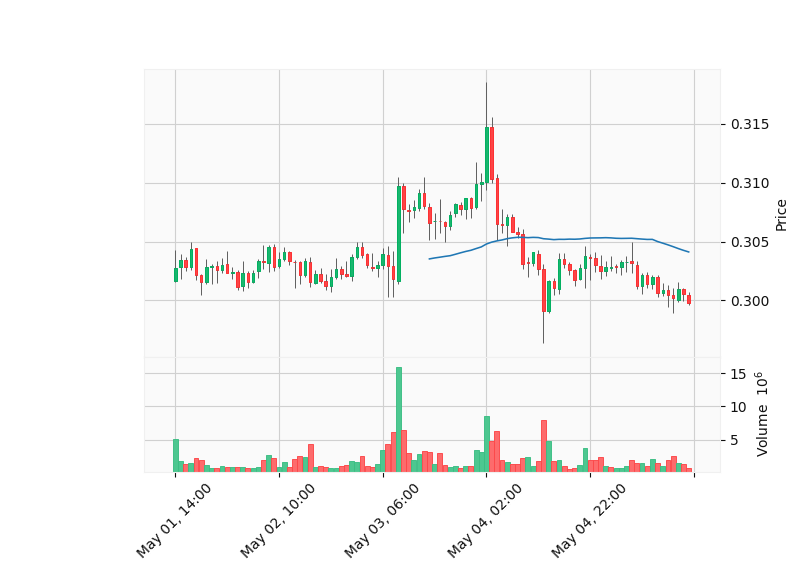 0.315
0.310
0.305
0.300
Price
15
10
5
Volume 10⁶
May 01, 14:00
May 02, 10:00
May 03, 06:00
May 04, 02:00
May 04, 22:00